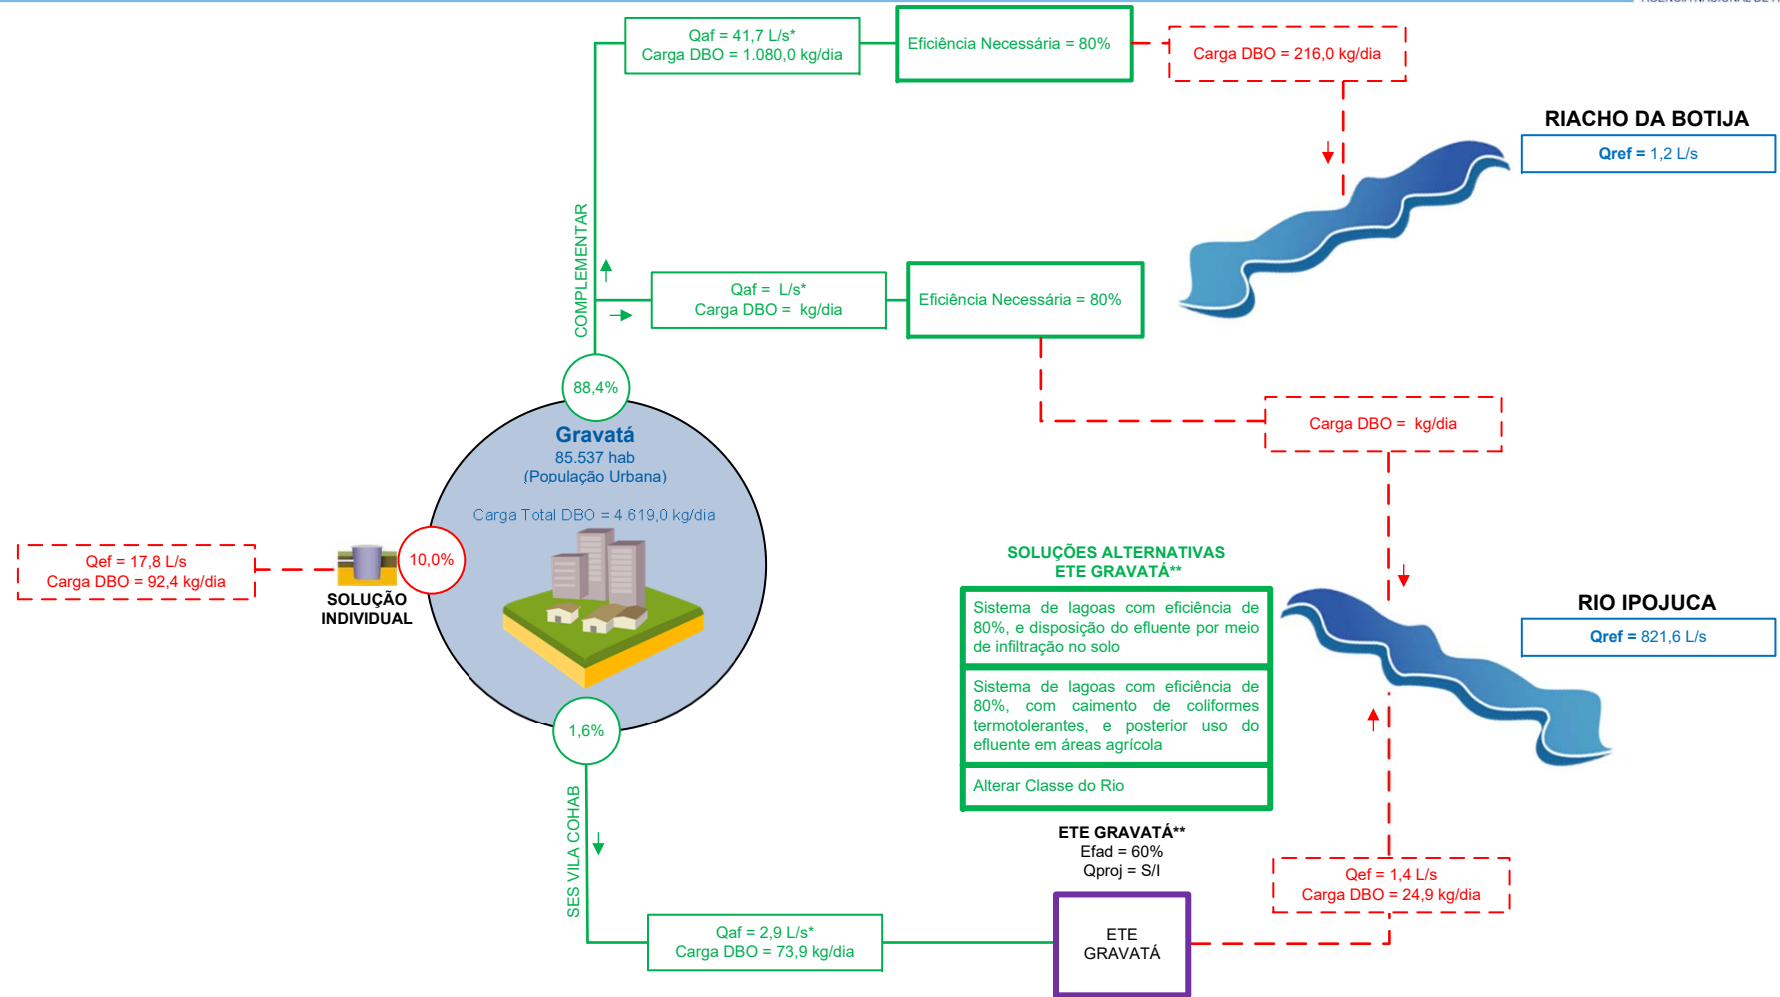 Qaf = 41,7 L/s*
Carga DBO = 1.080,0 kg/dia
Eficiência Necessária = 80%
Carga DBO = 216,0 kg/dia
RIACHO DA BOTIJA
Qref = 1,2 L/s
COMPLEMENTAR
Qaf =  L/s*
Carga DBO =  kg/dia
Eficiência Necessária = 80%
88,4%
Carga DBO =  kg/dia
Gravatá
85.537 hab
(População Urbana)
Carga Total DBO = 4.619,0 kg/dia
Qef = 17,8 L/s
Carga DBO = 92,4 kg/dia
10,0%
SOLUÇÃO
INDIVIDUAL
SOLUÇÕES ALTERNATIVAS
ETE GRAVATÁ**
Sistema de lagoas com eficiência de
80%, e disposição do efluente por meio
de infiltração no solo
Sistema de lagoas com eficiência de
80%, com caimento de coliformes
termotolerantes, e posterior uso do
efluente em áreas agrícola
Alterar Classe do Rio
RIO IPOJUCA
Qref = 821,6 L/s
1,6%
SES VILA COHAB
ETE GRAVATÁ**
Efad = 60%
Qproj = S/I
Qef = 1,4 L/s
Carga DBO = 24,9 kg/dia
Qaf = 2,9 L/s*
Carga DBO = 73,9 kg/dia
ETE
GRAVATÁ